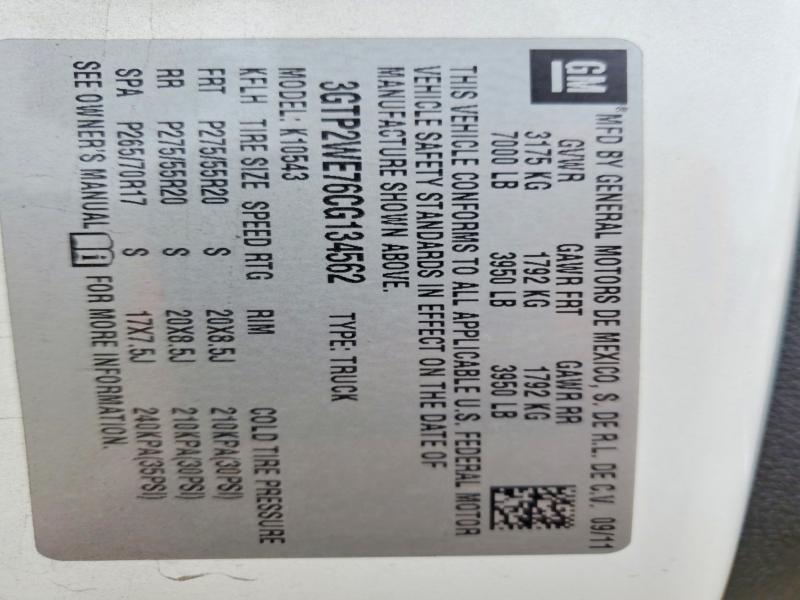 GM
® MFD BY GENERAL MOTORS DE MEXICO, S. DE R.L. DE C.V. 09/11
GVWR GAWR FRT GAWR RR
3175 KG 1792 KG 1792 KG
7000 LB 3950 LB 3950 LB
THIS VEHICLE CONFORMS TO ALL APPLICABLE U.S. FEDERAL MOTOR
VEHICLE SAFETY STANDARDS IN EFFECT ON THE DATE OF
MANUFACTURE SHOWN ABOVE.
3GTP2WE76CG134562 TYPE: TRUCK
MODEL: K10543
KFLH TIRE SIZE SPEED RTG RIM COLD TIRE PRESSURE
FRT P275/55R20 S 20X8.5J 210KPA(30PSI)
RR P275/55R20 S 20X8.5J 210KPA(30PSI)
SPA P265/70R17 S 17X7.5J 240KPA(35PSI)
SEE OWNER'S MANUAL FOR MORE INFORMATION.